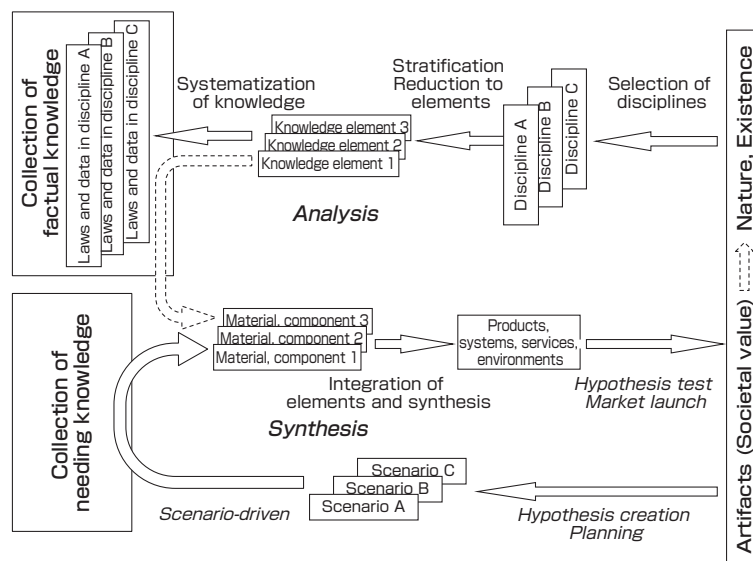 Collection of
factual knowledge
Laws and data in discipline A
Laws and data in discipline B
Laws and data in discipline C
Systematization
of knowledge
Knowledge element 3
Knowledge element 2
Knowledge element 1
Stratification
Reduction to
elements
Discipline A
Discipline B
Discipline C
Selection of
disciplines
Nature, Existence
Analysis
Collection of
needing knowledge
Material, component 3
Material, component 2
Material, component 1
Integration of
elements and synthesis
Products,
systems, services,
environments
Hypothesis test
Market launch
Artifacts (Societal value)
Synthesis
Scenario-driven
Scenario C
Scenario B
Scenario A
Hypothesis creation
Planning